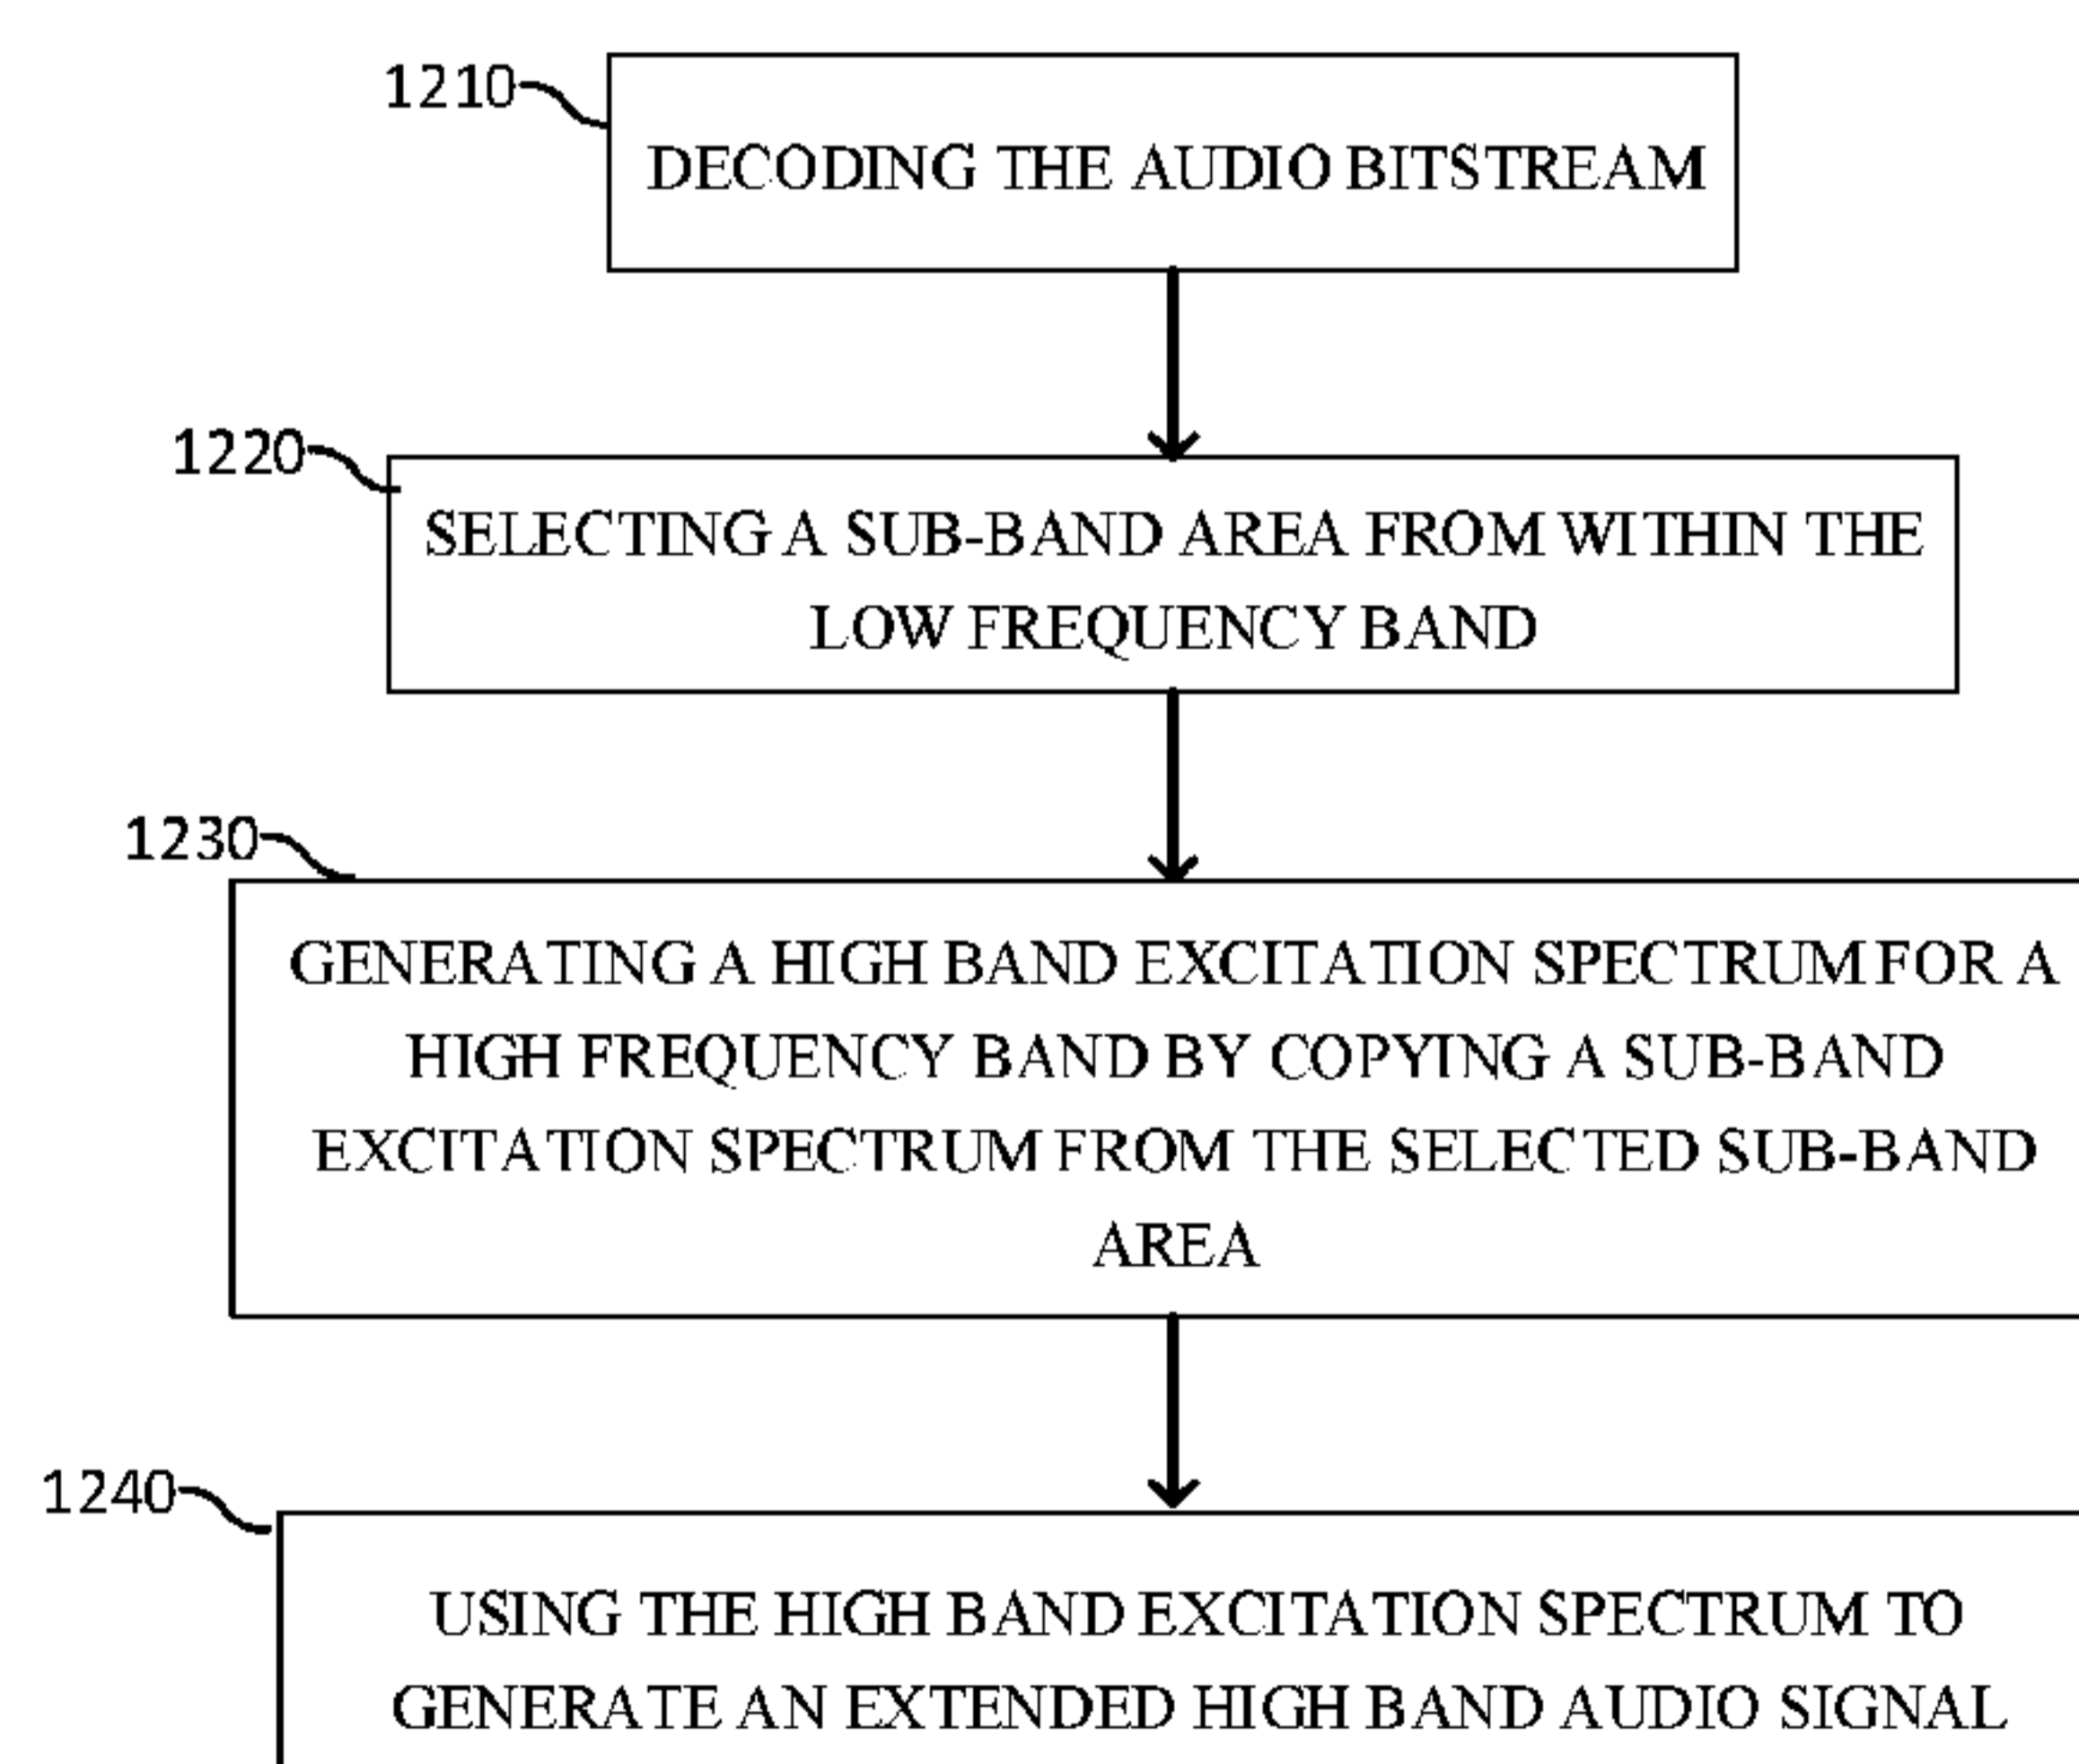 1210
DECODING THE AUDIO BITSTREAM
1220
SELECTING A SUB-BAND AREA FROM WITHIN THE
LOW FREQUENCY BAND
1230
GENERATING A HIGH BAND EXCITATION SPECTRUM FOR A
HIGH FREQUENCY BAND BY COPYING A SUB-BAND
EXCITATION SPECTRUM FROM THE SELECTED SUB-BAND
AREA
1240
USING THE HIGH BAND EXCITATION SPECTRUM TO
GENERATE AN EXTENDED HIGH BAND AUDIO SIGNAL